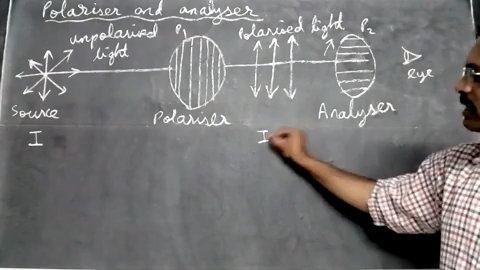 Polariser and analyser
unpolarised light
P₁
Polarised light
P₂
eye
Source
Polariser
Analyser
I
I